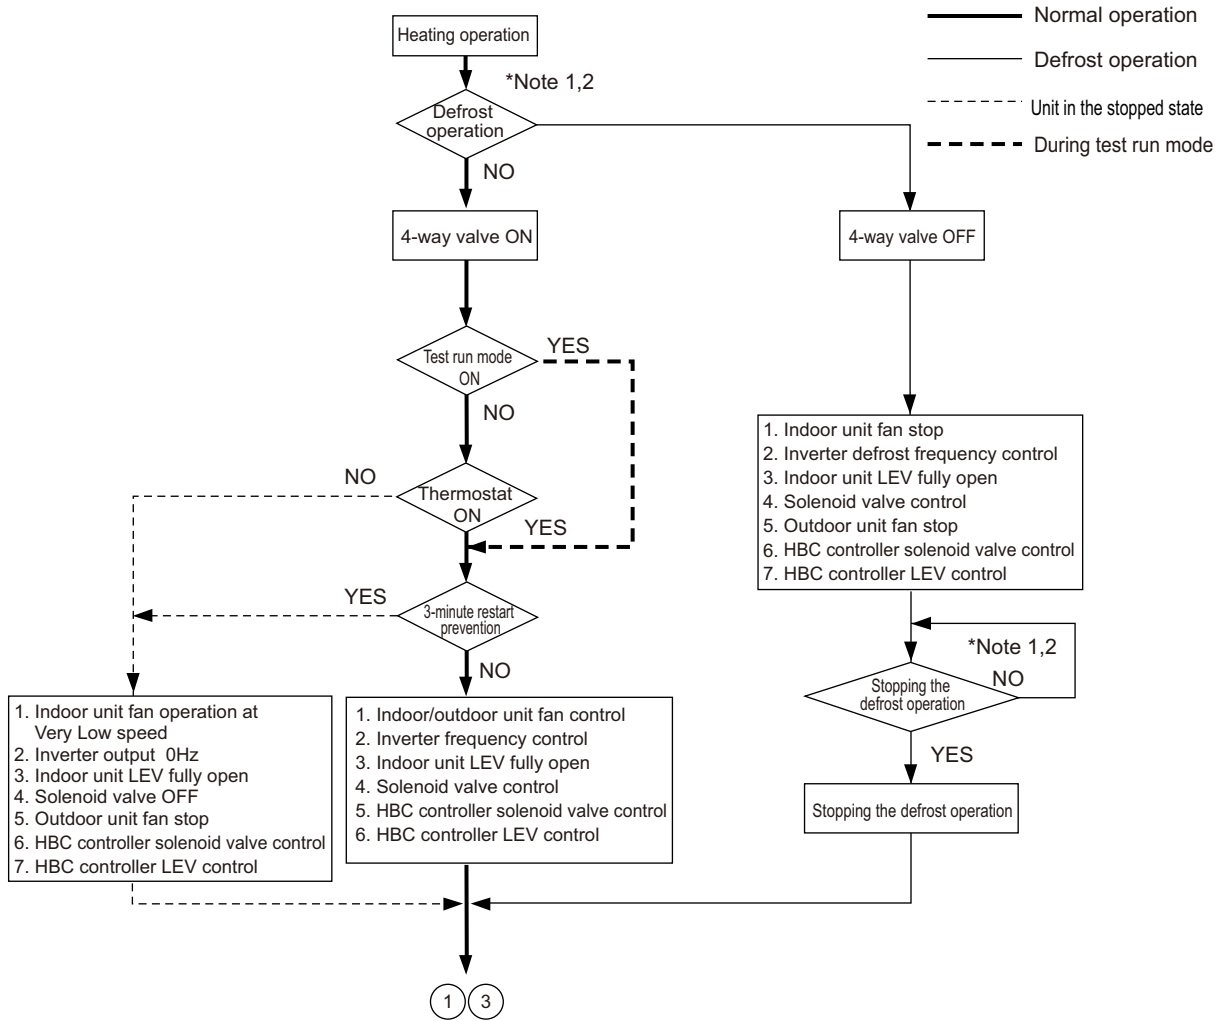 Heating operation
*Note 1,2
Defrost
operation
NO
4-way valve ON
Test run mode
ON
YES
NO
Thermostat
ON
NO
YES
3-minute restart
prevention
YES
NO
1. Indoor unit fan operation at
Very Low speed
2. Inverter output 0Hz
3. Indoor unit LEV fully open
4. Solenoid valve OFF
5. Outdoor unit fan stop
6. HBC controller solenoid valve control
7. HBC controller LEV control
1. Indoor/outdoor unit fan control
2. Inverter frequency control
3. Indoor unit LEV fully open
4. Solenoid valve control
5. HBC controller solenoid valve control
6. HBC controller LEV control
1
3
Normal operation
Defrost operation
Unit in the stopped state
During test run mode
4-way valve OFF
1. Indoor unit fan stop
2. Inverter defrost frequency control
3. Indoor unit LEV fully open
4. Solenoid valve control
5. Outdoor unit fan stop
6. HBC controller solenoid valve control
7. HBC controller LEV control
*Note 1,2
Stopping the
defrost operation
NO
YES
Stopping the defrost operation